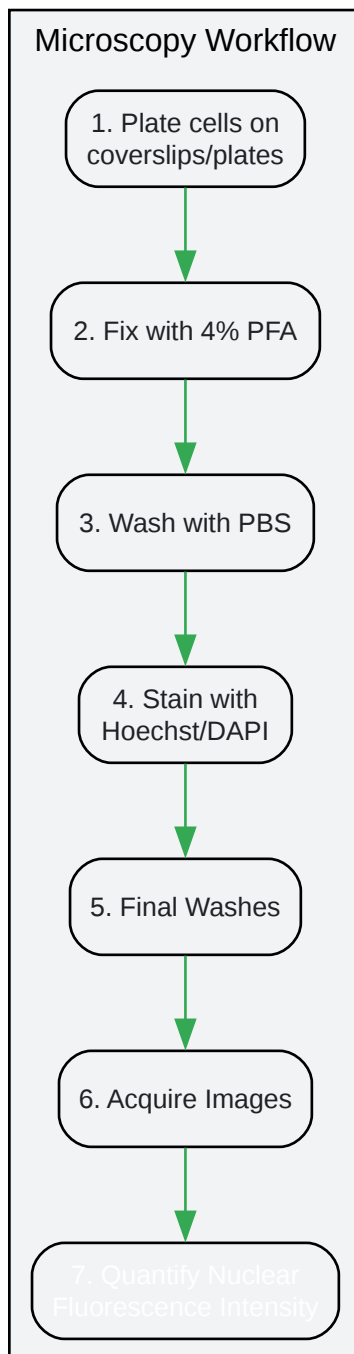 Microscopy Workflow
1. Plate cells on
coverslips/plates
2. Fix with 4% PFA
3. Wash with PBS
4. Stain with
Hoechst/DAPI
5. Final Washes
6. Acquire Images
7. Quantify Nuclear
Fluorescence Intensity